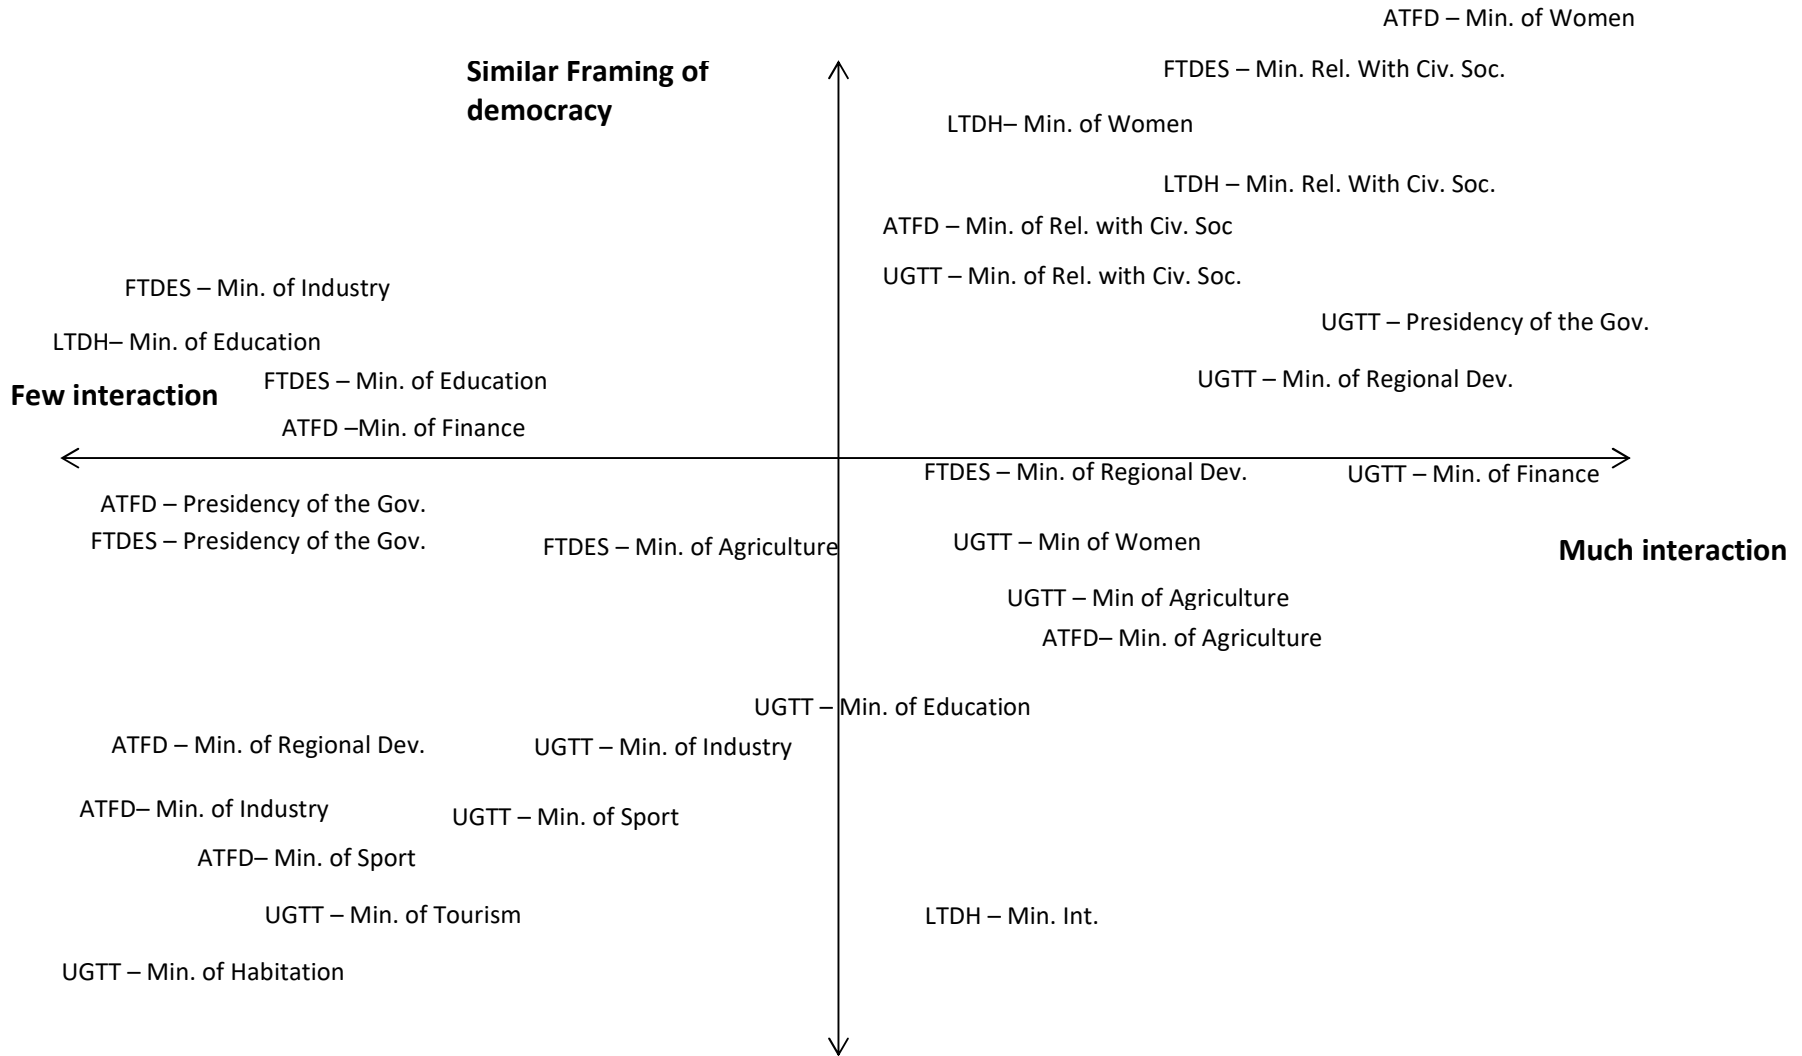 ATFD – Min. of Women
Similar Framing of
democracy
FTDES – Min. Rel. With Civ. Soc.
LTDH– Min. of Women
LTDH – Min. Rel. With Civ. Soc.
ATFD – Min. of Rel. with Civ. Soc
UGTT – Min. of Rel. with Civ. Soc.
FTDES – Min. of Industry
UGTT – Presidency of the Gov.
LTDH– Min. of Education
FTDES – Min. of Education
UGTT – Min. of Regional Dev.
Few interaction
ATFD –Min. of Finance
FTDES – Min. of Regional Dev.
UGTT – Min. of Finance
ATFD – Presidency of the Gov.
FTDES – Presidency of the Gov.
FTDES – Min. of Agriculture
UGTT – Min of Women
Much interaction
UGTT – Min of Agriculture
ATFD– Min. of Agriculture
UGTT – Min. of Education
ATFD – Min. of Regional Dev.
UGTT – Min. of Industry
ATFD– Min. of Industry
UGTT – Min. of Sport
ATFD– Min. of Sport
UGTT – Min. of Tourism
LTDH – Min. Int.
UGTT – Min. of Habitation